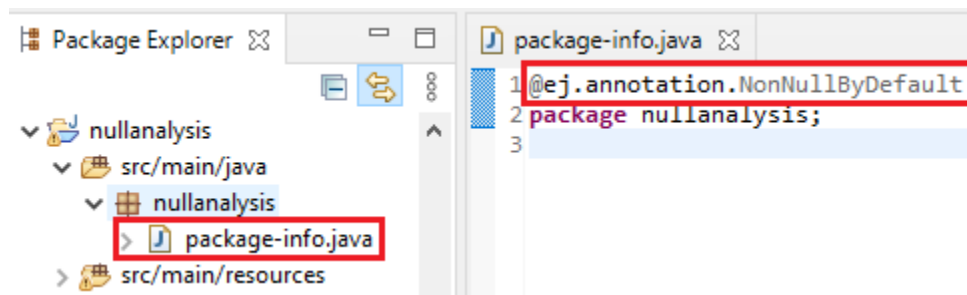 Package Explorer
nullanalysis
src/main/java
nullanalysis
package-info.java
src/main/resources
package-info.java
1 @ej.annotation.NonNullByDefault
2 package nullanalysis;
3